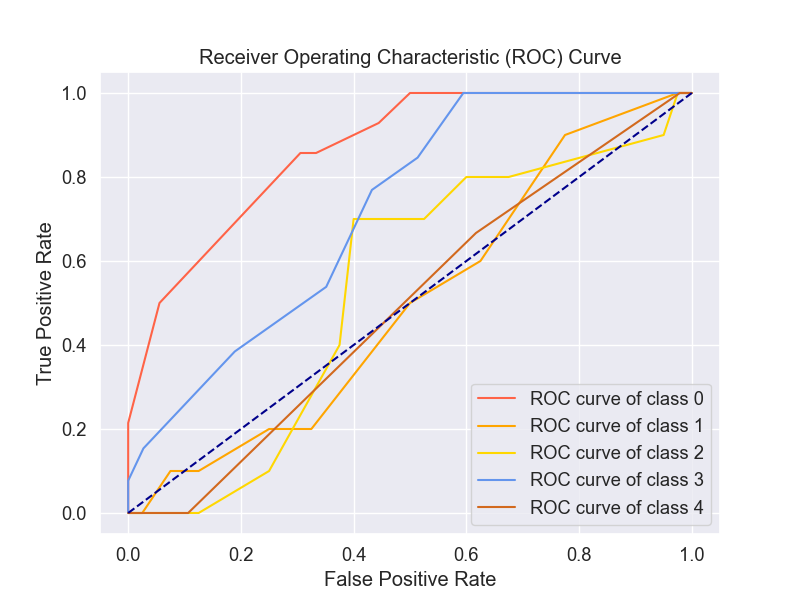 Receiver Operating Characteristic (ROC) Curve
True Positive Rate
1.0
0.8
0.6
0.4
0.2
0.0
ROC curve of class 0
ROC curve of class 1
ROC curve of class 2
ROC curve of class 3
ROC curve of class 4
0.0 0.2 0.4 0.6 0.8 1.0
False Positive Rate